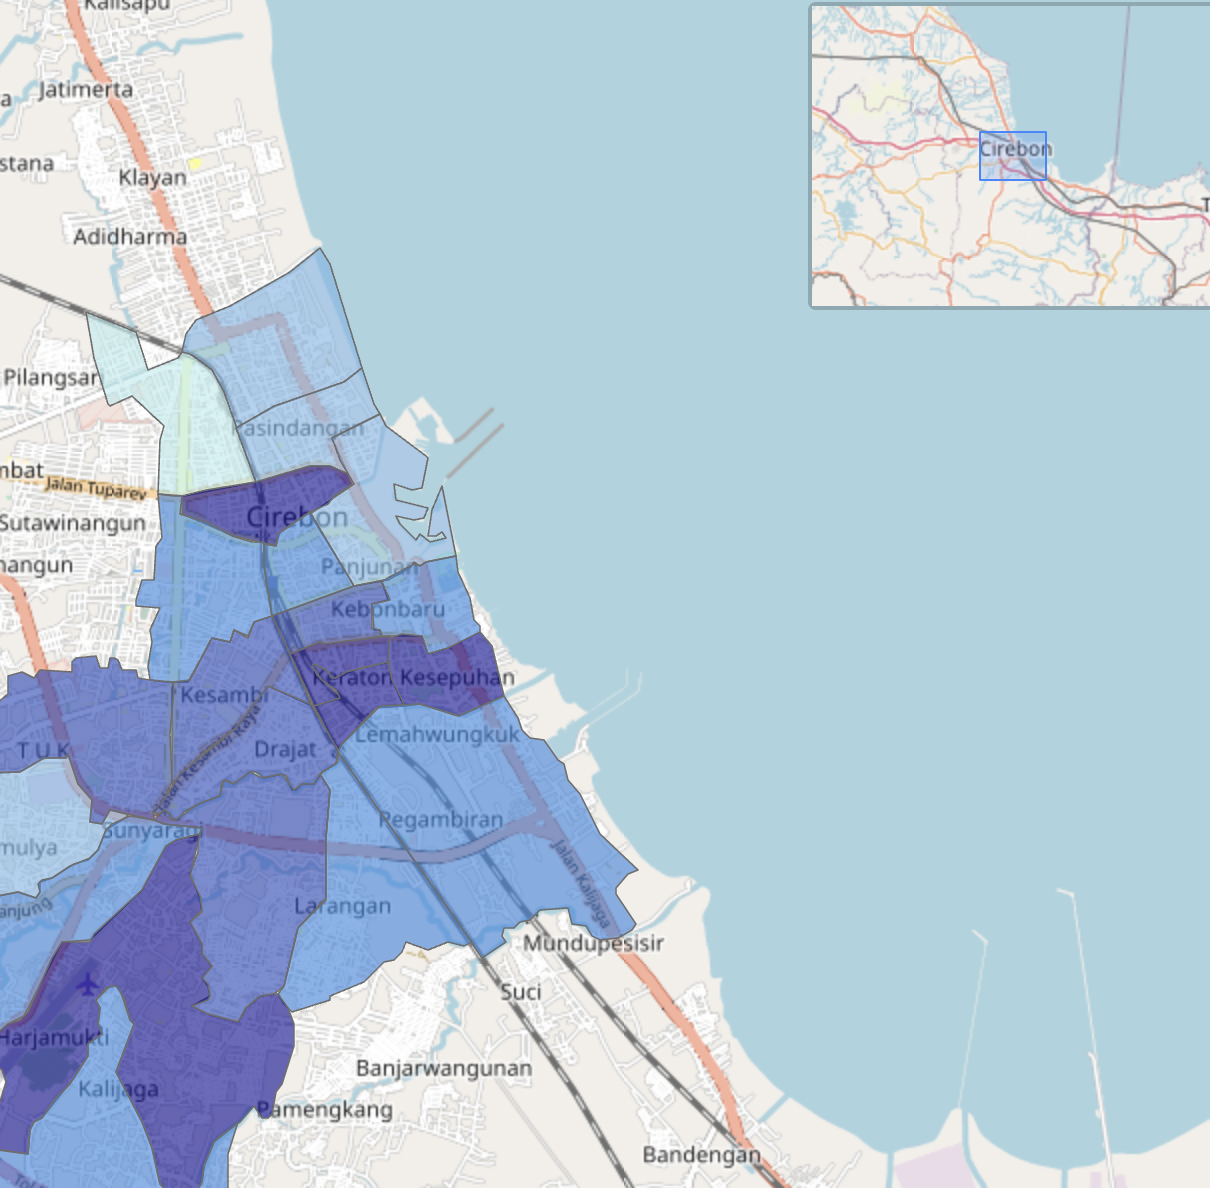 Kalisapu
Jatimerta
a
stana
Klayan
Adidharma
Cirebon
T
Pilangsar
Pasindangan
mbat
Jalan Tuparev
Cirebon
Sutawinangun
nangun
Panjunan
Kebonbaru
Keraton Kesepuhan
Kesambi
Lemahwungkuk
Jalan Kesambi Raya
Drajat
T U K
Pegambiran
Sunyaragi
mulya
Jalan Kalijaga
Larangan
anjung
Mundupesisir
Suci
Harjamukti
Banjarwangunan
Kalijaga
Pamengkang
Bandengan